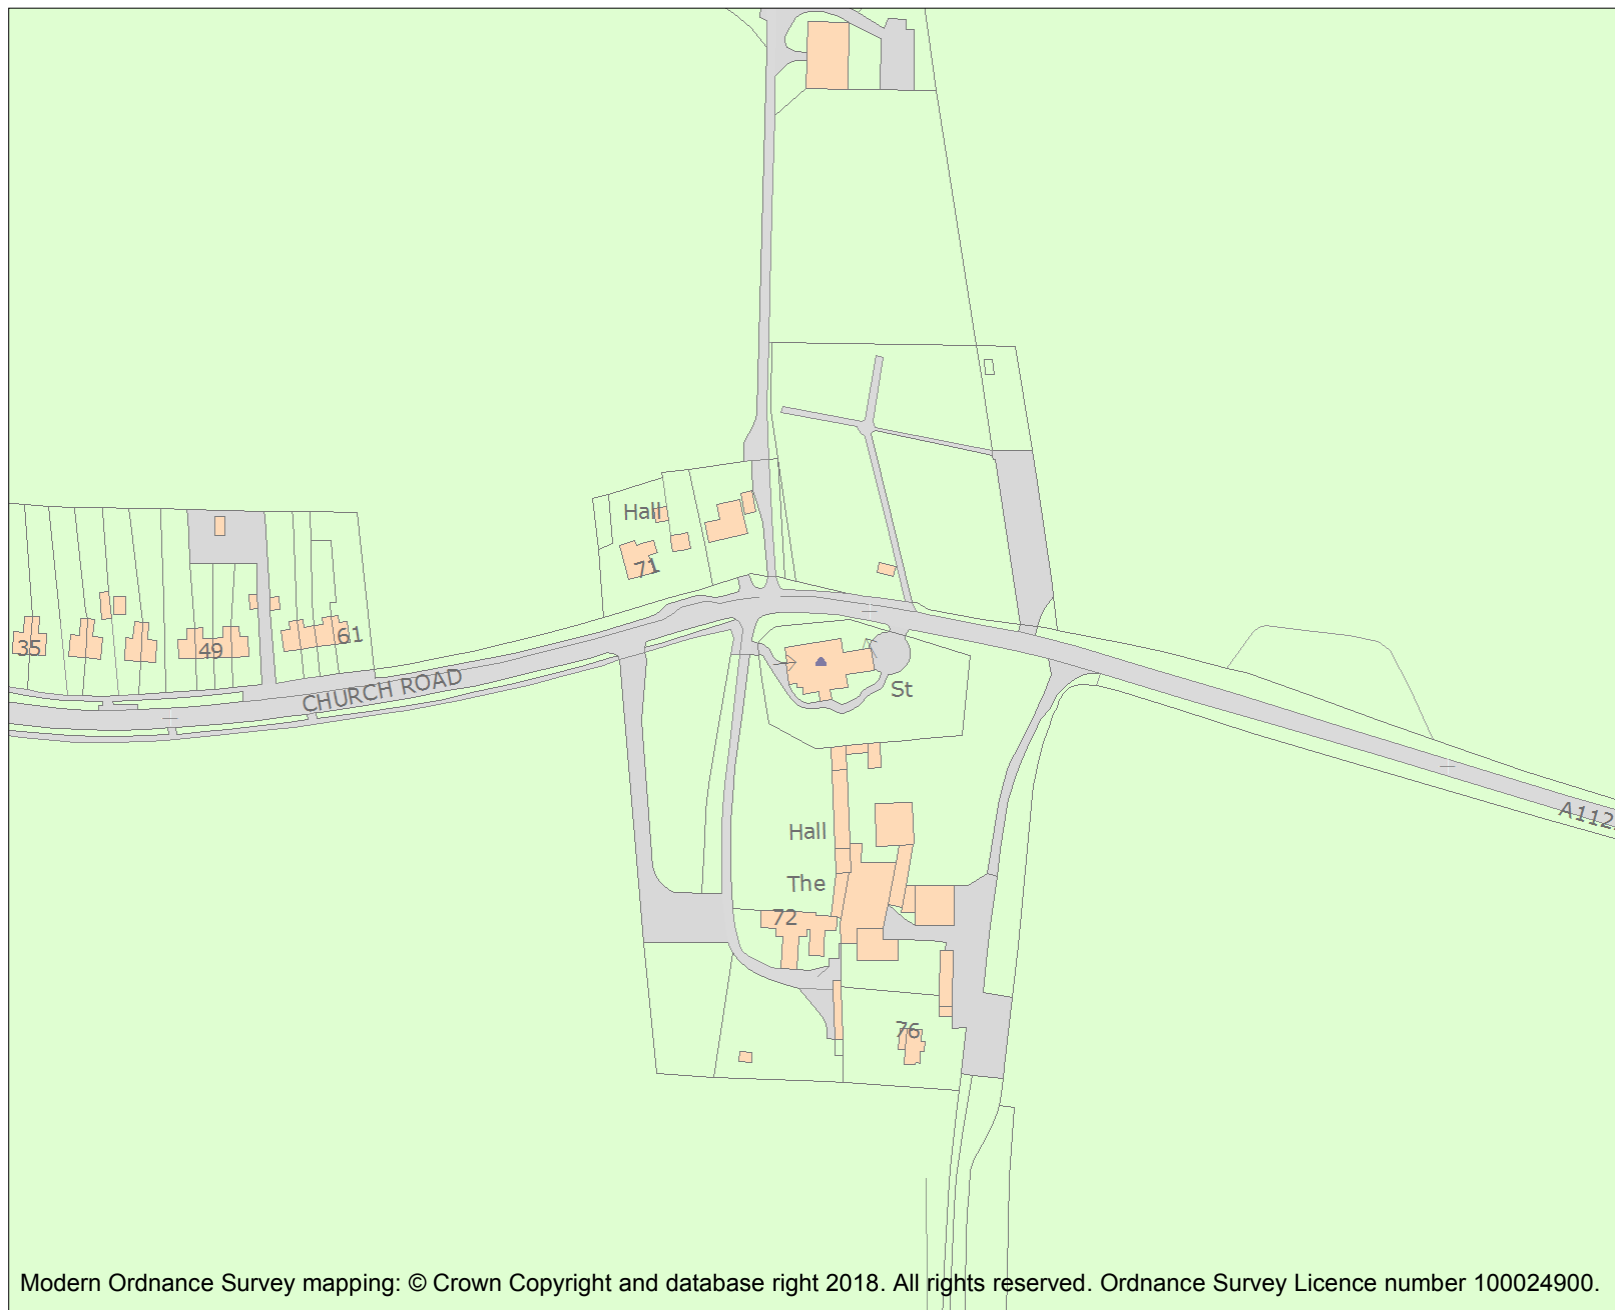 Hall
71
35
49
61
CHURCH ROAD
St
A112
Hall
The
72
76
Modern Ordnance Survey mapping: © Crown Copyright and database right 2018. All rights reserved. Ordnance Survey Licence number 100024900.